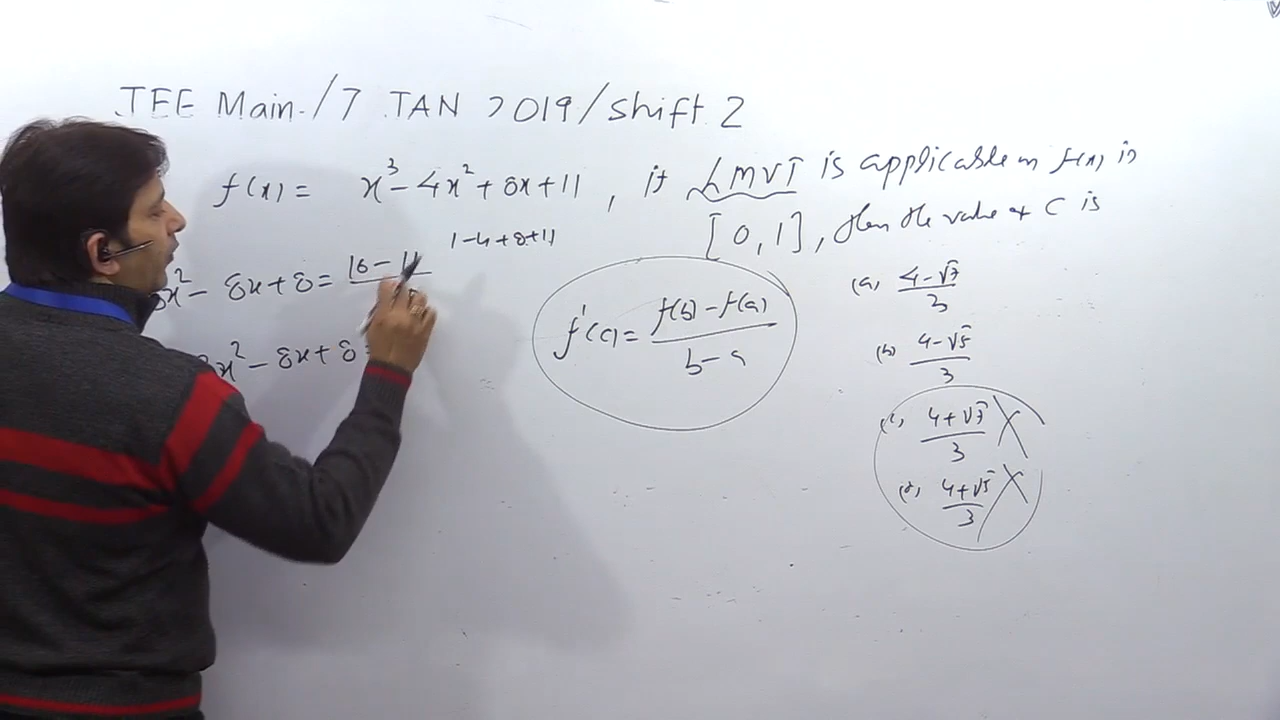 JEE Main /7 JAN 2019/Shift 2
f(x) = x³ - 4x² + 8x + 11, if LMVT is applicable on f(x) in
[0, 1], then the value of C is
1-4+8+11
x² - 8x + 8 = 16 - 11
3x² - 8x + 8 =
f'(c) = f(b) - f(a) / b - a
(a) 4-√7 / 3
(b) 4-√5 / 3
(c) 4+√7 / 3
(d) 4+√5 / 3